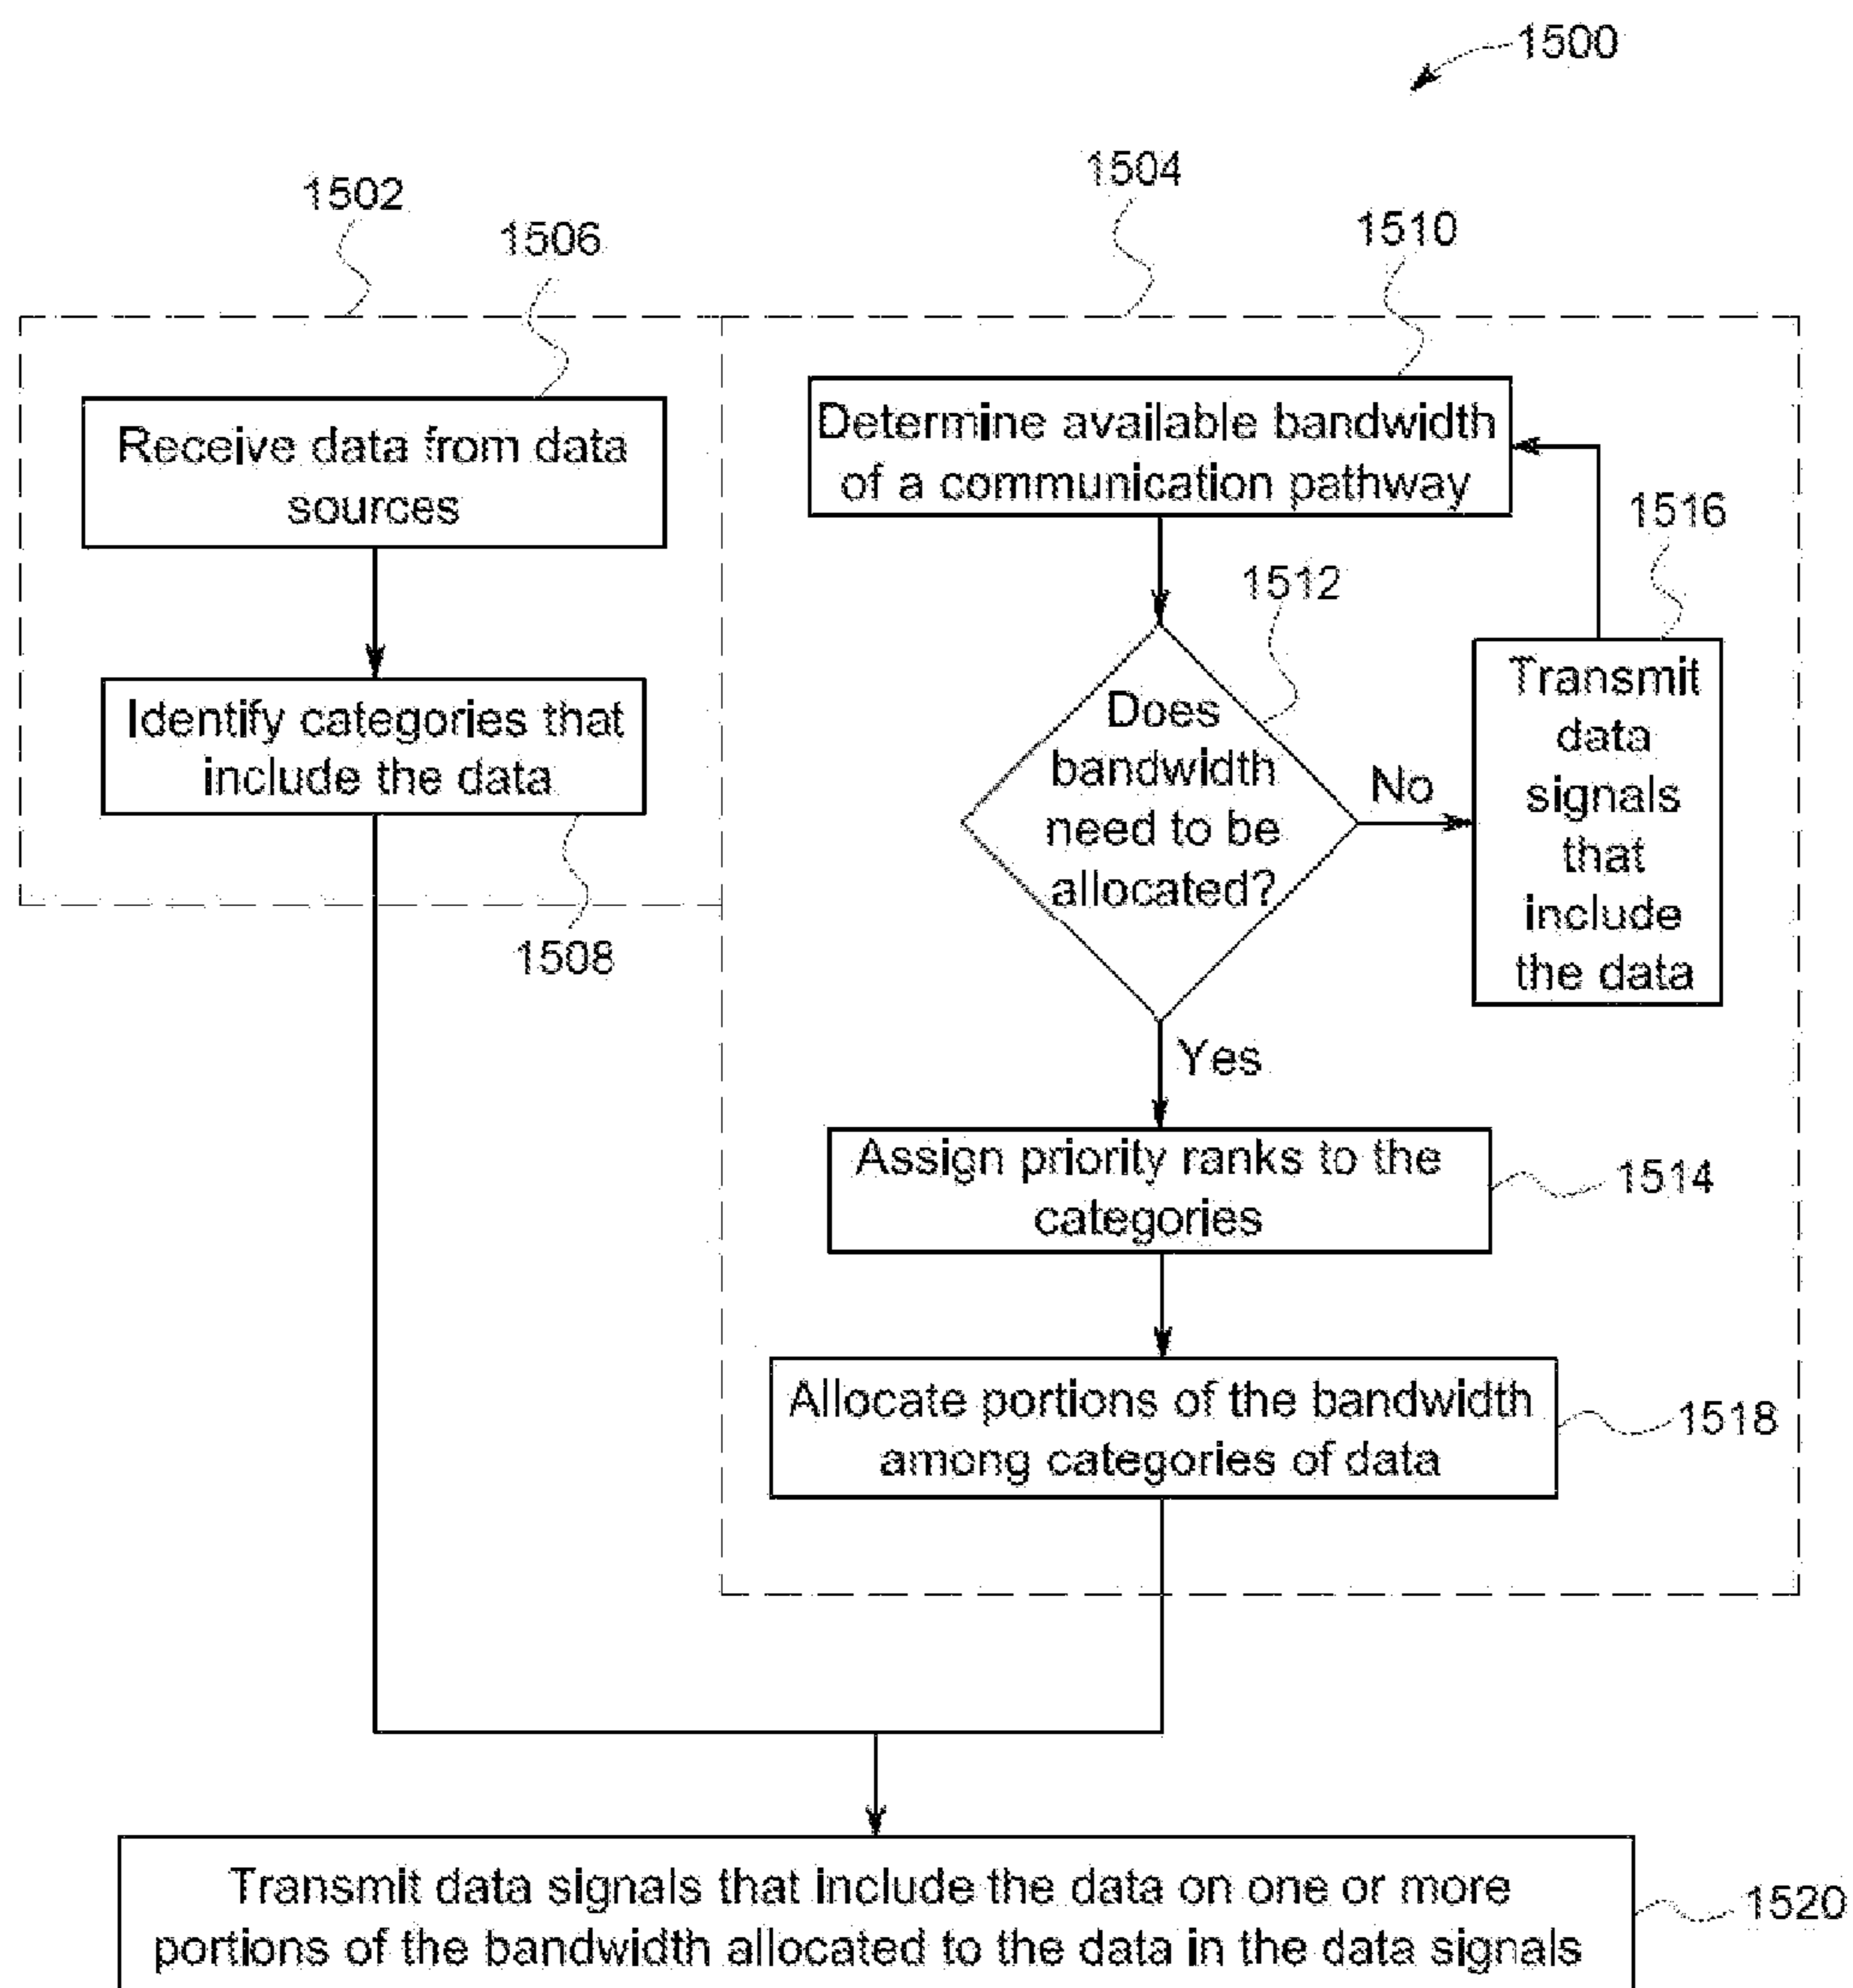 1500
1502
1504
1506
1510
Receive data from data
sources
Determine available bandwidth
of a communication pathway
1516
1512
Identify categories that
include the data
1508
Does
bandwidth
need to be
allocated?
No
Transmit
data
signals
that
include
the data
Yes
Assign priority ranks to the
categories
1514
Allocate portions of the bandwidth
among categories of data
1518
Transmit data signals that include the data on one or more
portions of the bandwidth allocated to the data in the data signals
1520